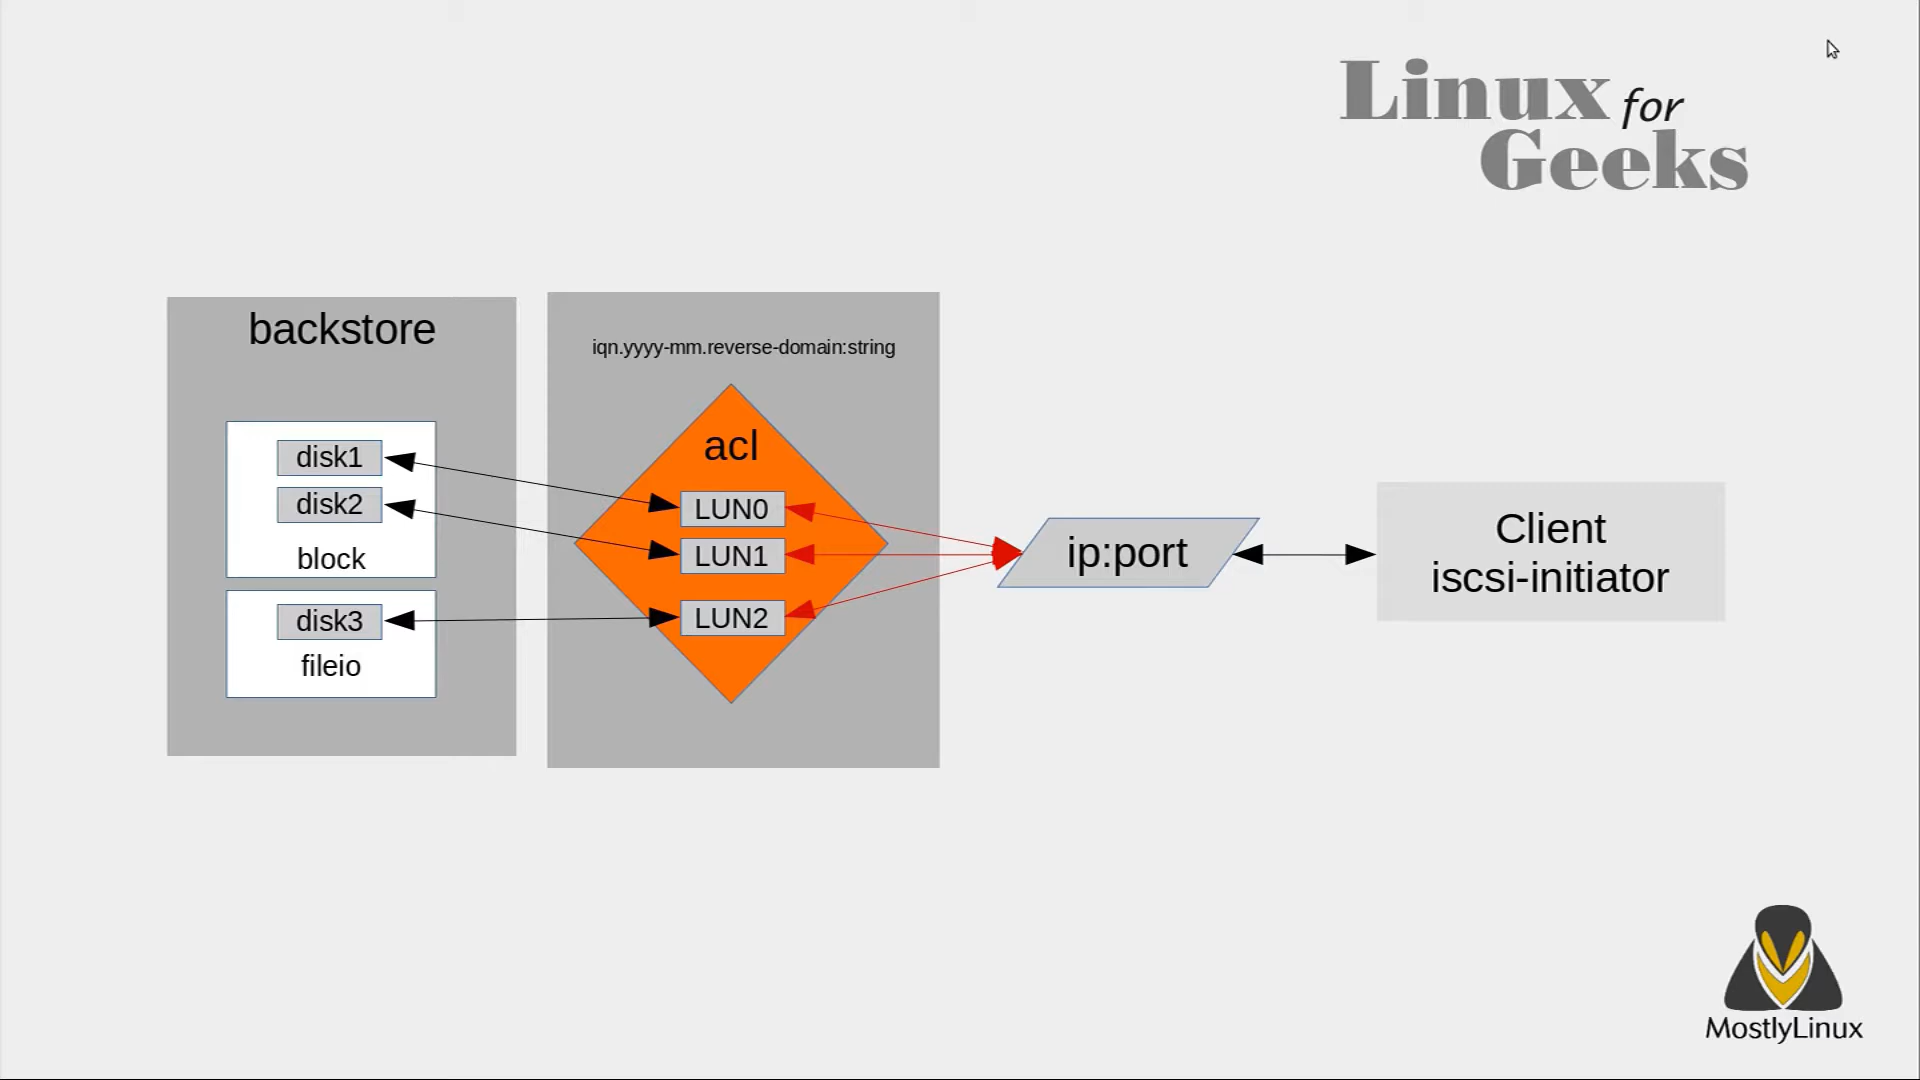 Linux for
Geeks
backstore
disk1
disk2
block
disk3
fileio
iqn.yyyy-mm.reverse-domain:string
acl
LUN0
LUN1
LUN2
ip:port
Client
iscsi-initiator
MostlyLinux